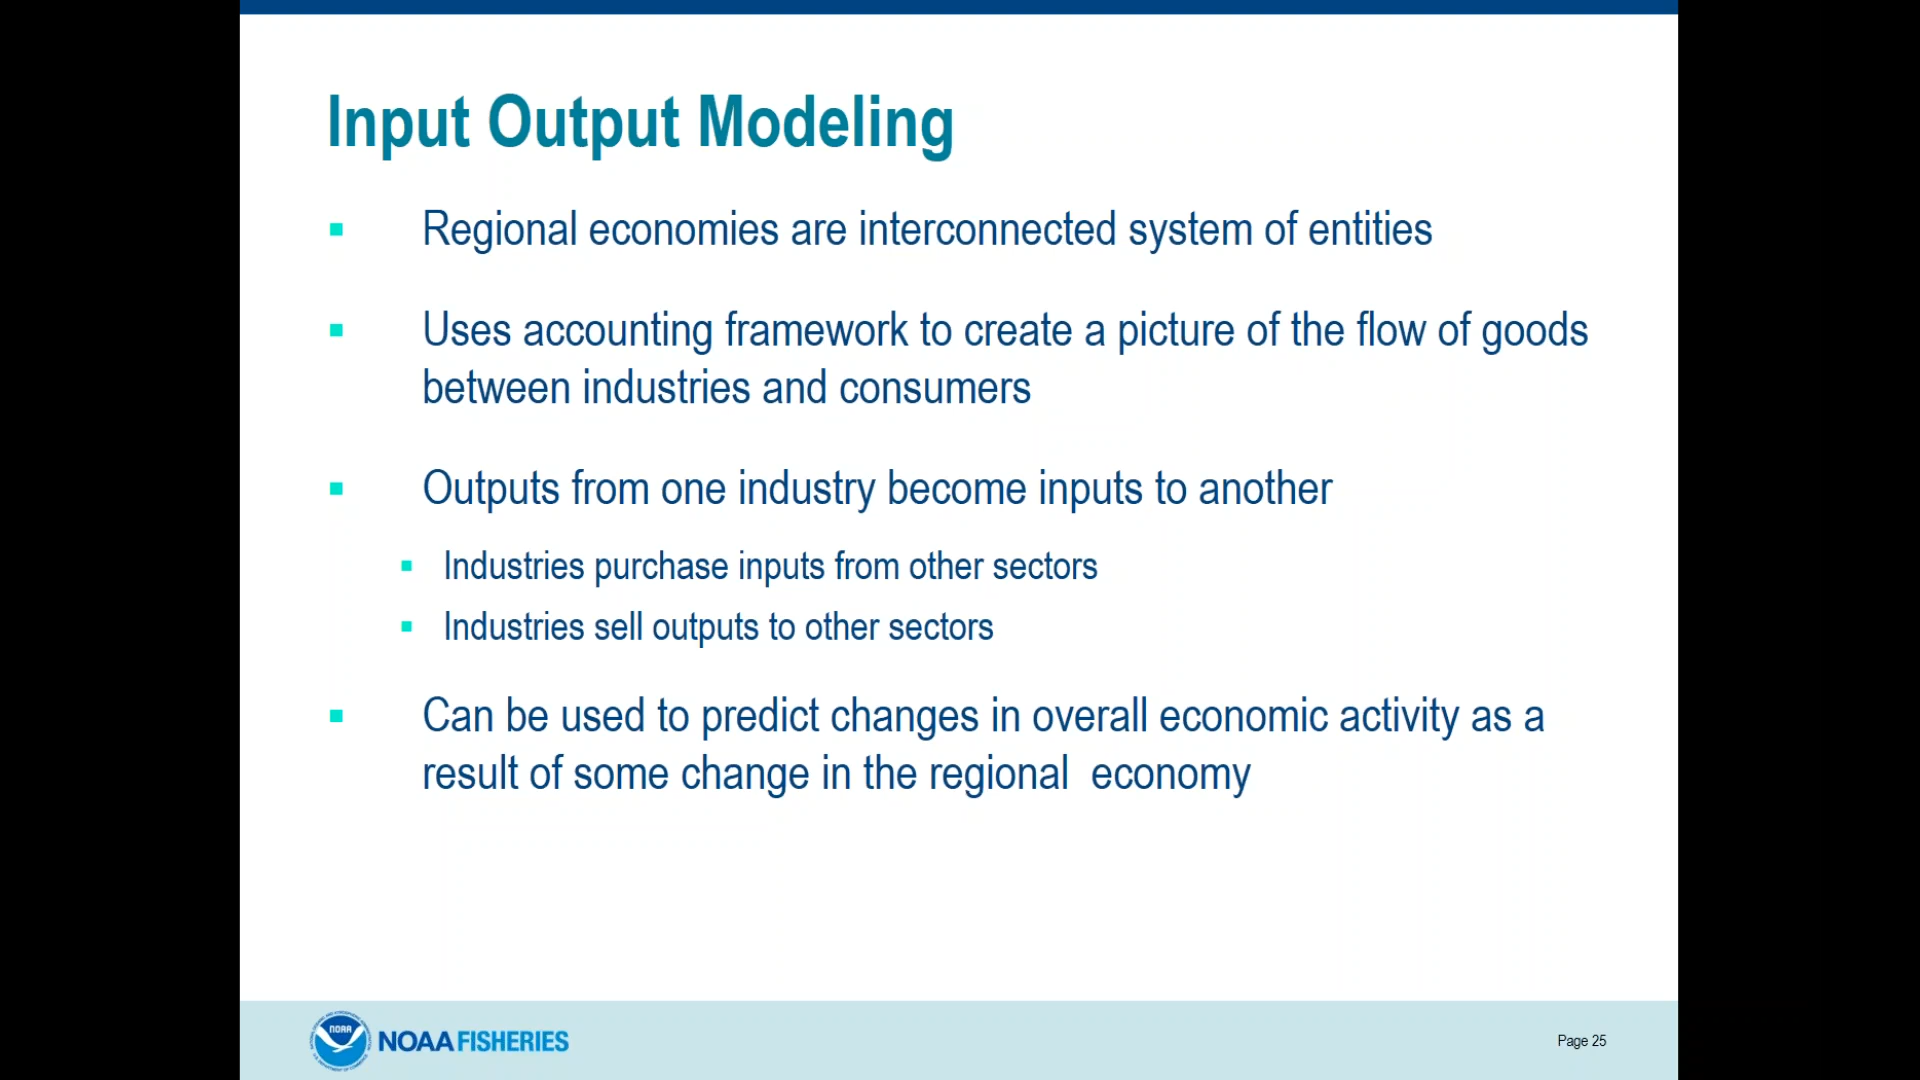 Input Output Modeling
Regional economies are interconnected system of entities
Uses accounting framework to create a picture of the flow of goods
between industries and consumers
Outputs from one industry become inputs to another
Industries purchase inputs from other sectors
Industries sell outputs to other sectors
Can be used to predict changes in overall economic activity as a
result of some change in the regional economy
NOAA
NOAA FISHERIES
Page 25